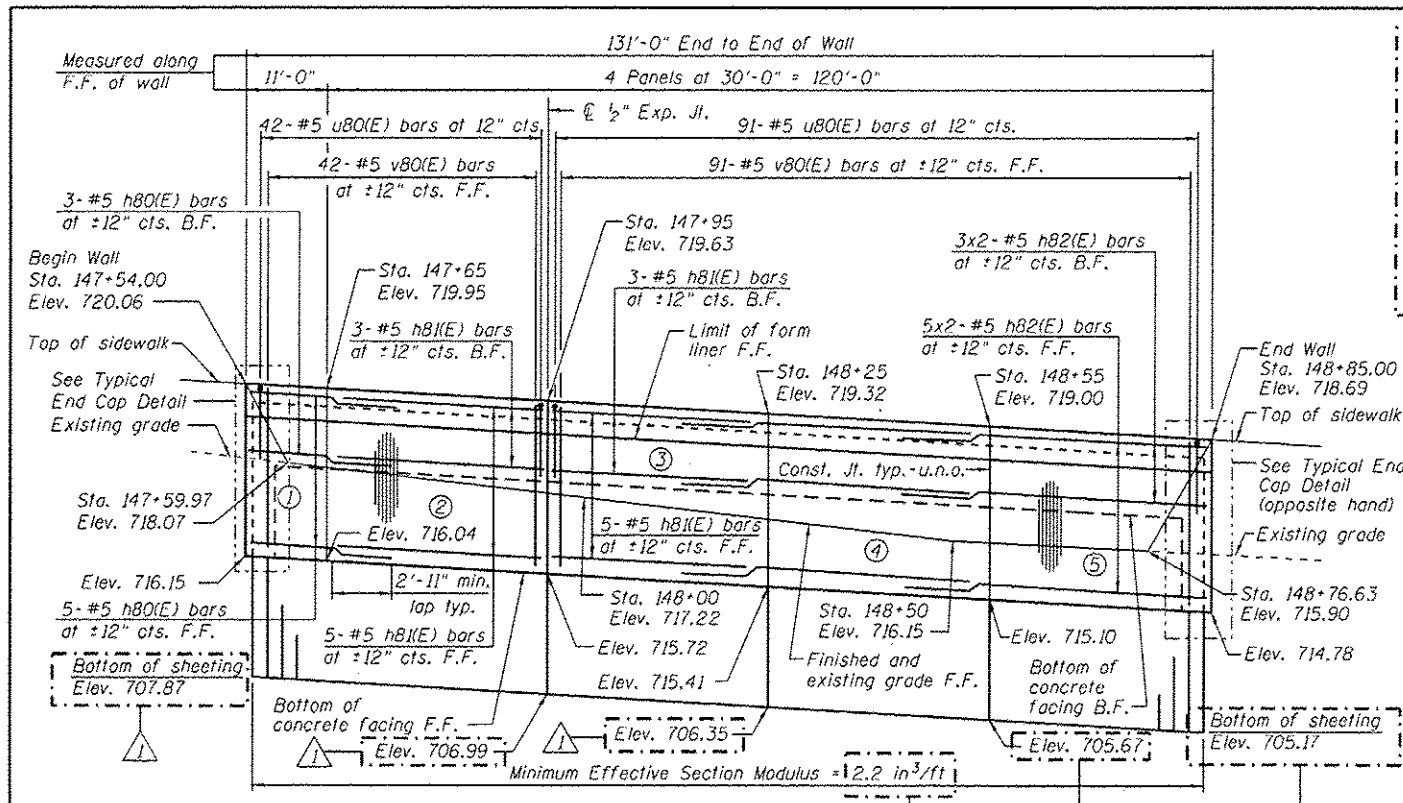 131'-0" End to End of Wall
Measured along
F.F. of wall
11'-0"
4 Panels at 30'-0" = 120'-0"
℄ ½" Exp. Jt.
42-#5 u80(E) bars at 12" cts
91-#5 u80(E) bars at 12" cts.
42-#5 v80(E) bars
at ±12" cts. F.F.
91-#5 v80(E) bars at ±12" cts. F.F.
3-#5 h80(E) bars
at ±12" cts. B.F.
Begin Wall
Sta. 147+54.00
Elev. 720.06
Sta. 147+65
Elev. 719.95
Sta. 147+95
Elev. 719.63
3-#5 h81(E) bars
at ±12" cts. B.F.
3x2-#5 h82(E) bars
at ±12" cts. B.F.
3-#5 h81(E) bars
at ±12" cts. B.F.
Limit of form
liner F.F.
5x2-#5 h82(E) bars
at ±12" cts. F.F.
Top of sidewalk
See Typical
End Cap Detail
Existing grade
Sta. 148+25
Elev. 719.32
Sta. 148+55
Elev. 719.00
End Wall
Sta. 148+85.00
Elev. 718.69
Top of sidewalk
See Typical End
Cap Detail
(opposite hand)
Existing grade
Const. Jt. typ.-u.n.o.
1
2
3
4
5
Sta. 147+59.97
Elev. 718.07
Elev. 716.04
5-#5 h81(E) bars
at ±12" cts. F.F.
Elev. 716.15
2'-11" min.
lap typ.
Sta. 148+00
Elev. 717.22
Sta. 148+50
Elev. 716.15
Sta. 148+76.63
Elev. 715.90
5-#5 h80(E) bars
at ±12" cts. F.F.
5-#5 h81(E) bars
at ±12" cts. F.F.
Elev. 715.72
Elev. 715.41
Finished and
existing grade F.F.
Elev. 715.10
Elev. 714.78
Bottom of
concrete
facing B.F.
Bottom of sheeting
Elev. 707.87
Bottom of
concrete facing F.F.
1
1
Elev. 706.99
1
Elev. 706.35
Elev. 705.67
Bottom of sheeting
Elev. 705.17
Minimum Effective Section Modulus = 2.2 in³/ft